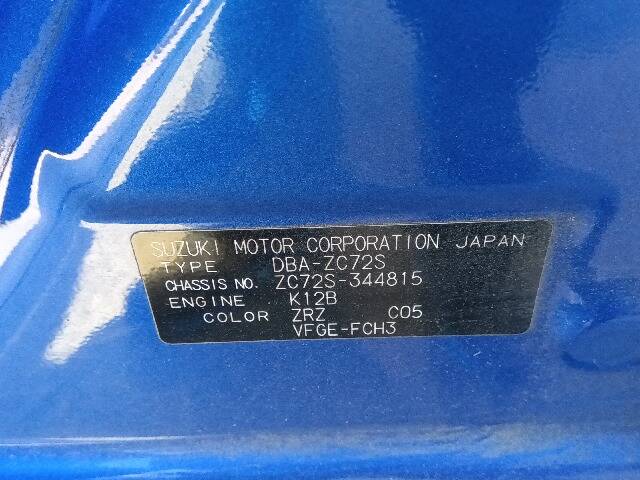 SUZUKI MOTOR CORPORATION JAPAN
TYPE DBA-ZC72S
CHASSIS NO. ZC72S-344815
ENGINE K12B
COLOR ZRZ C05
VFGE-FCH3